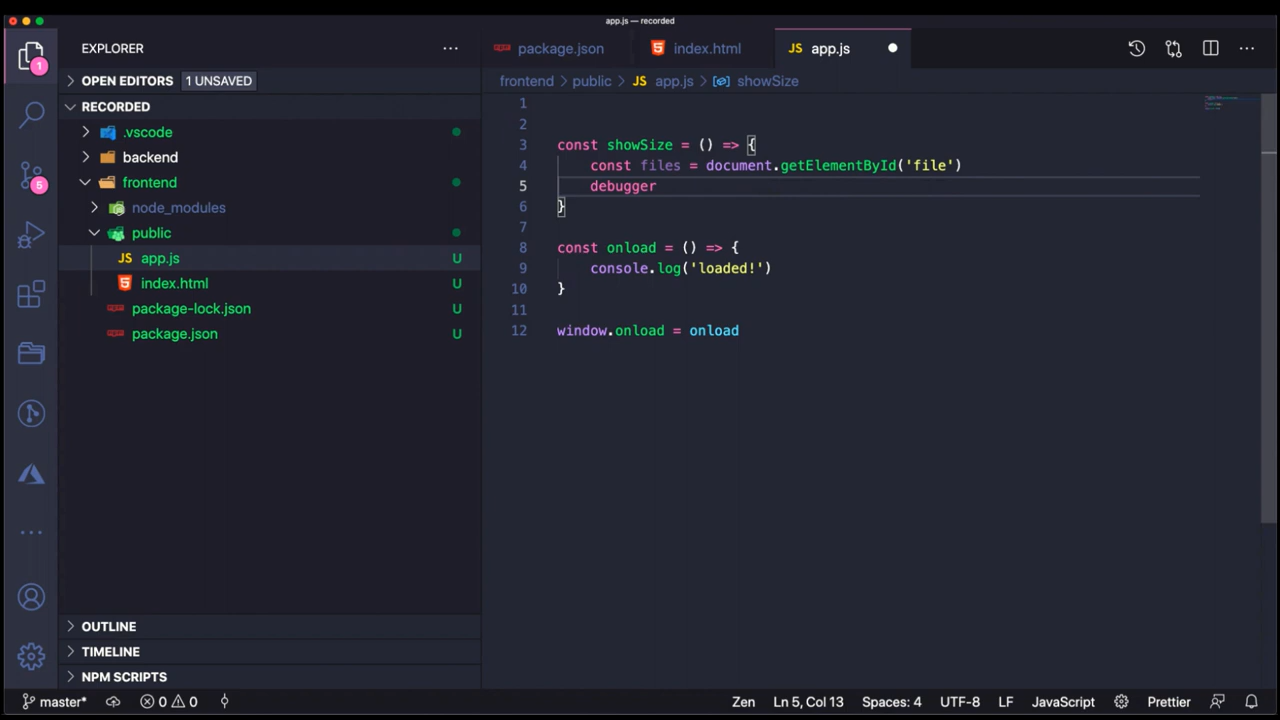 app.js — recorded
EXPLORER
OPEN EDITORS 1 UNSAVED
RECORDED
.vscode
backend
frontend
node_modules
public
JS app.js U
index.html U
package-lock.json U
package.json U
OUTLINE
TIMELINE
NPM SCRIPTS
1
5
package.json
index.html
JS app.js
frontend > public > JS app.js > showSize
1
2
3 const showSize = () => {
4 const files = document.getElementById('file')
5 debugger
6 }
7
8 const onload = () => {
9 console.log('loaded!')
10 }
11
12 window.onload = onload
master* 0 0 Zen Ln 5, Col 13 Spaces: 4 UTF-8 LF JavaScript Prettier